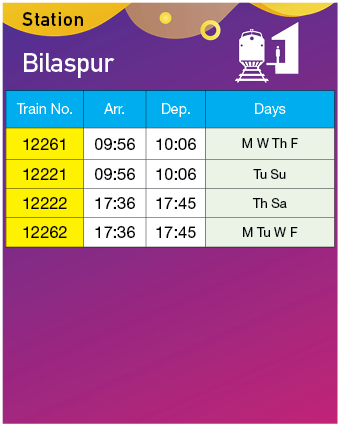 Station
Bilaspur
Train No. Arr. Dep. Days
12261 09:56 10:06 M W Th F
12221 09:56 10:06 Tu Su
12222 17:36 17:45 Th Sa
12262 17:36 17:45 M Tu W F